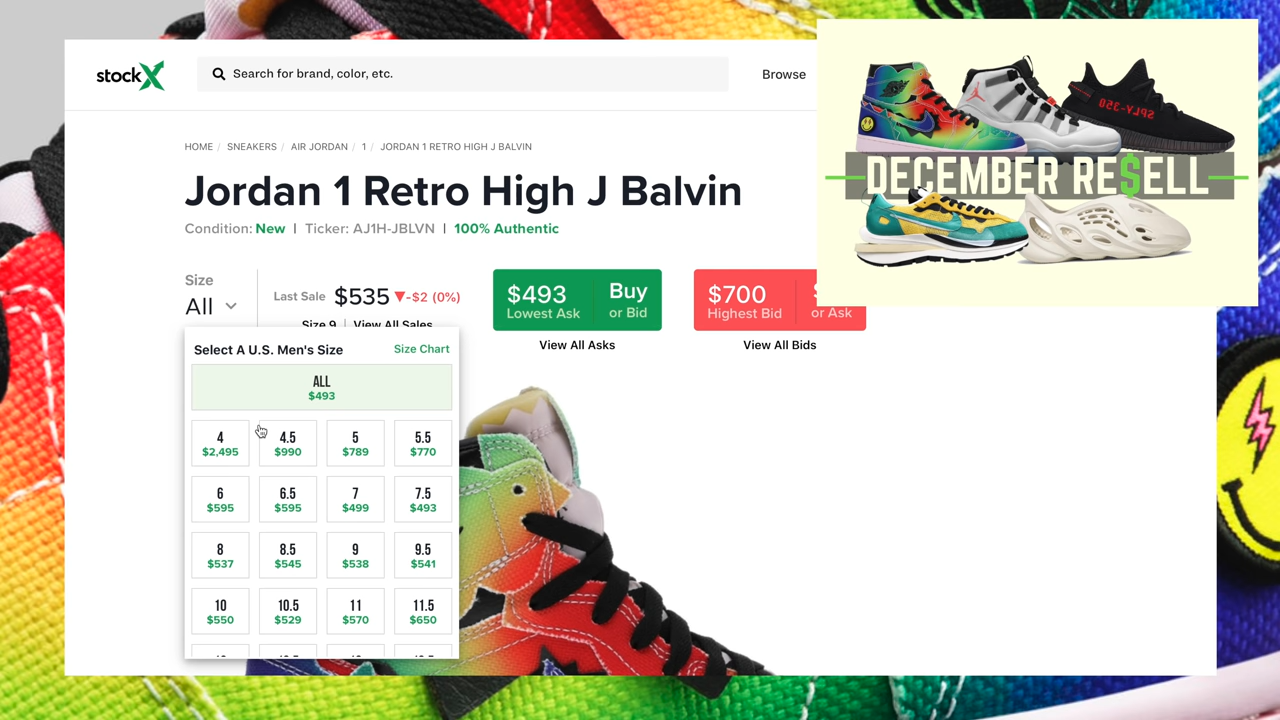 stockX
Search for brand, color, etc.
Browse
HOME / SNEAKERS / AIR JORDAN / 1 / JORDAN 1 RETRO HIGH J BALVIN
Jordan 1 Retro High J Balvin
Condition: New | Ticker: AJ1H-JBLVN | 100% Authentic
SPLY-350
DECEMBER RE$ELL
Size
All
Last Sale $535 ▼-$2 (0%)
Size 9 | View All Sales
$493 Buy
Lowest Ask or Bid
View All Asks
$700
Highest Bid or Ask
View All Bids
Select A U.S. Men's Size Size Chart
ALL
$493
4 4.5 5 5.5
$2,495 $990 $789 $770
6 6.5 7 7.5
$595 $595 $499 $493
8 8.5 9 9.5
$537 $545 $538 $541
10 10.5 11 11.5
$550 $529 $570 $650